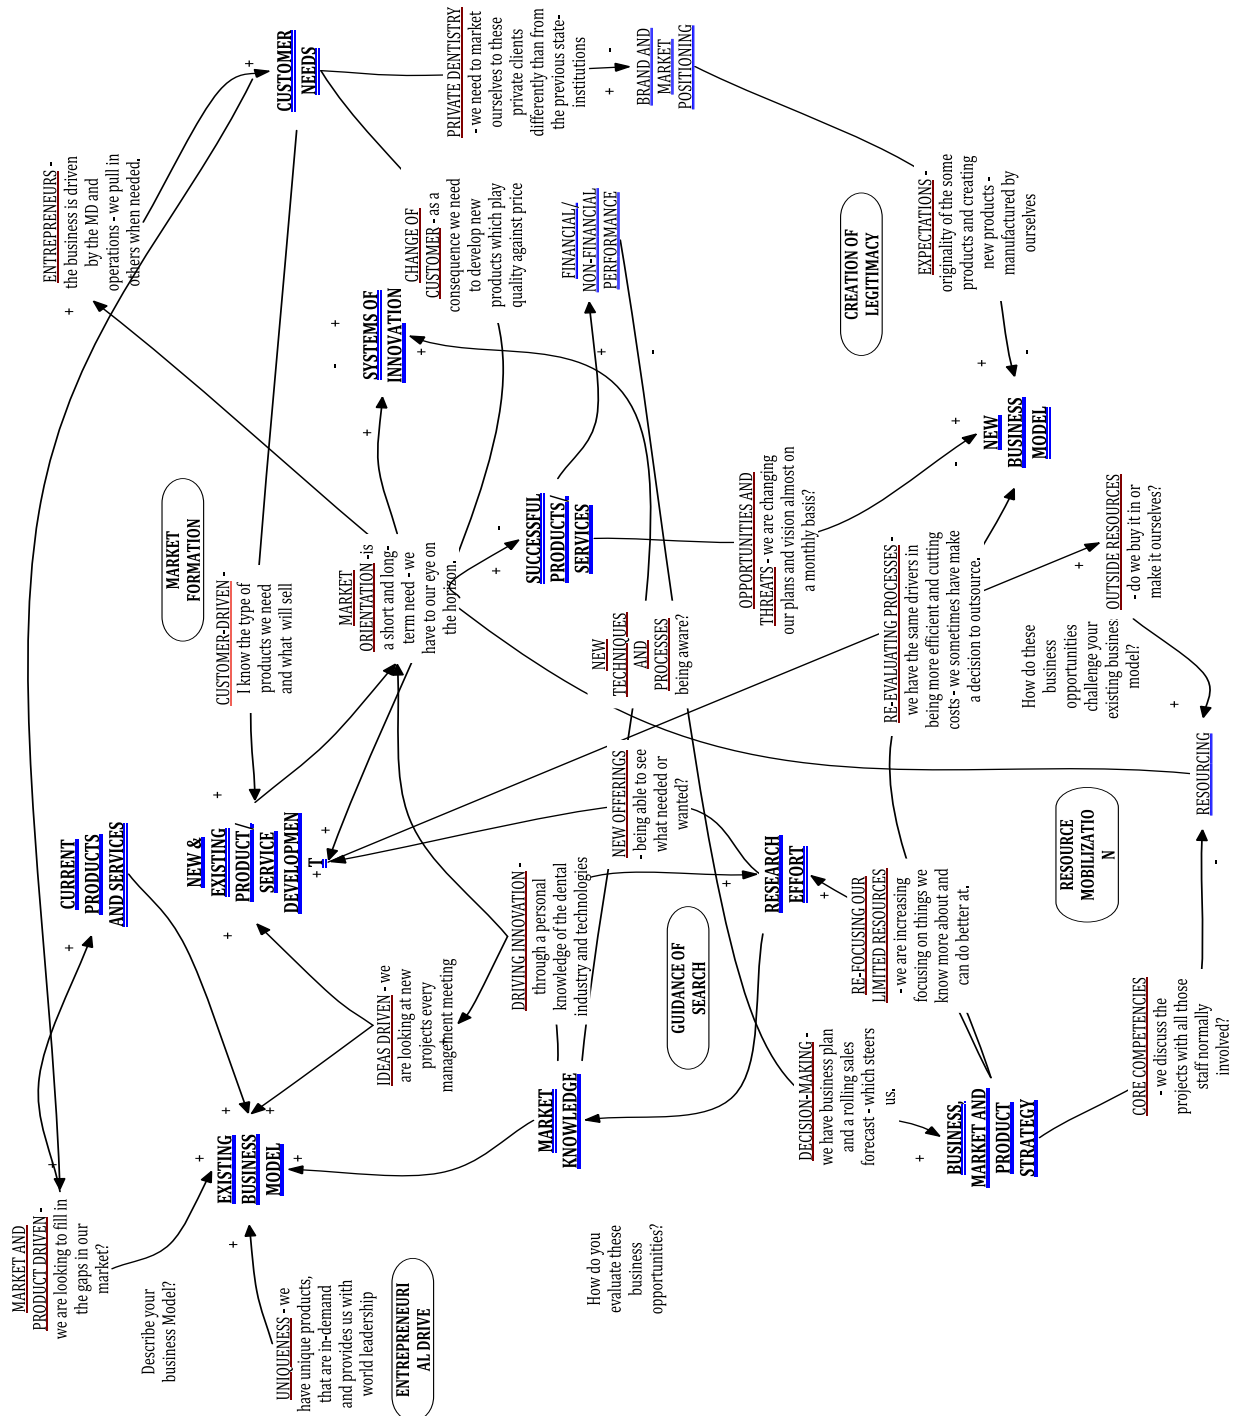 MARKET AND
PRODUCT DRIVEN -
we are looking to fill in
the gaps in our
market?
Describe your
business Model?
UNIQUENESS - we
have unique products,
that are in-demand
and provides us with
world leadership
ENTREPRENEURI
AL DRIVE
EXISTING
BUSINESS
MODEL
How do you
evaluate these
business
opportunities?
CURRENT
PRODUCTS
AND SERVICES
NEW &
EXISTING
PRODUCT/
SERVICE
DEVELOPMEN
T
IDEAS DRIVEN - we
are looking at new
projects every
management meeting
DRIVING INNOVATION -
through a personal
knowledge of the dental
industry and technologies
MARKET
KNOWLEDGE
GUIDANCE OF
SEARCH
DECISION-MAKING -
we have business plan
and a rolling sales
forecast - which steers
us.
BUSINESS,
MARKET AND
PRODUCT
STRATEGY
CORE COMPETENCIES
- we discuss the
projects with all those
staff normally
involved?
RE-FOCUSING OUR
LIMITED RESOURCES
- we are increasing
focusing on things we
know more about and
can do better at.
RESEARCH
EFFORT
RESOURCE
MOBILIZATIO
N
RESOURCING
NEW OFFERINGS
- being able to see
what needed or
wanted?
NEW
TECHNIQUES
AND
PROCESSES
being aware?
CUSTOMER-DRIVEN -
I know the type of
products we need
and what will sell
MARKET
FORMATION
MARKET
ORIENTATION -is
a short and long-
term need - we
have to our eye on
the horizon.
SUCCESSFUL
PRODUCTS/
SERVICES
OPPORTUNITIES AND
THREATS - we are changing
our plans and vision almost on
a monthly basis?
RE-EVALUATING PROCESSES -
we have the same drivers in
being more efficient and cutting
costs - we sometimes have make
a decision to outsource.
How do these
business
opportunities
challenge your
existing busines
model?
OUTSIDE RESOURCES
- do we buy it in or
make it ourselves?
NEW
BUSINESS
MODEL
ENTREPRENEURS -
the business is driven
by the MD and
operations - we pull in
others when needed.
CUSTOMER
NEEDS
SYSTEMS OF
INNOVATION
CHANGE OF
CUSTOMER - as a
consequence we need
to develop new
products which play
quality against price
FINANCIAL/
NON-FINANCIAL
PERFORMANCE
PRIVATE DENTISTRY
- we need to market
ourselves to these
private clients
differently than from
the previous state-
institutions
BRAND AND
MARKET
POSITIONING
CREATION OF
LEGITIMACY
EXPECTATIONS -
originality of the some
products and creating
new products -
manufactured by
ourselves